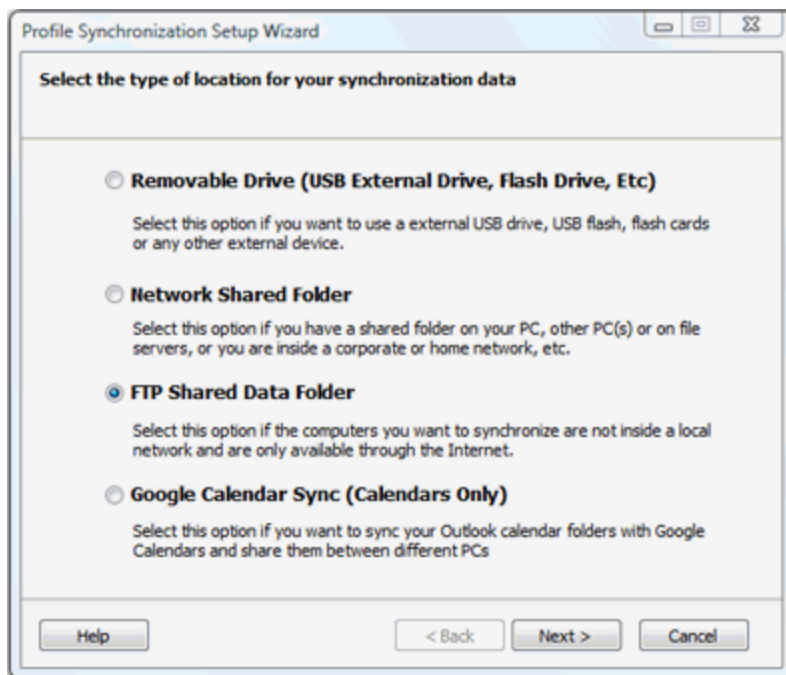 Profile Synchronization Setup Wizard
Select the type of location for your synchronization data
Removable Drive (USB External Drive, Flash Drive, Etc)
Select this option if you want to use a external USB drive, USB flash, flash cards
or any other external device.
Network Shared Folder
Select this option if you have a shared folder on your PC, other PC(s) or on file
servers, or you are inside a corporate or home network, etc.
FTP Shared Data Folder
Select this option if the computers you want to synchronize are not inside a local
network and are only available through the Internet.
Google Calendar Sync (Calendars Only)
Select this option if you want to sync your Outlook calendar folders with Google
Calendars and share them between different PCs
Help < Back Next > Cancel